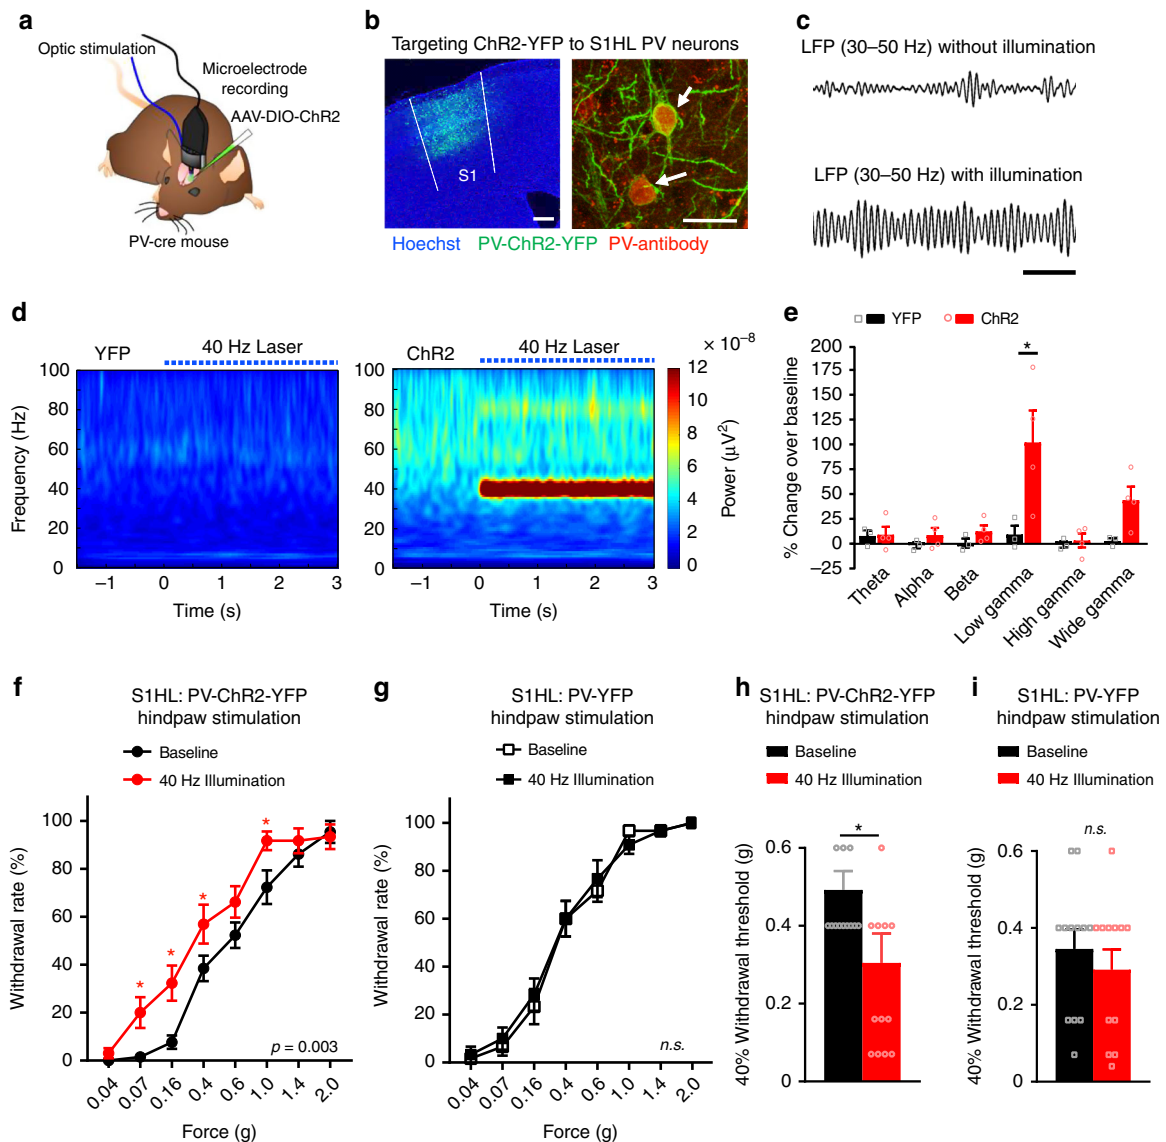 a
Optic stimulation
Microelectrode
recording
AAV-DIO-ChR2
PV-cre mouse
b
Targeting ChR2-YFP to S1HL PV neurons
S1
Hoechst PV-ChR2-YFP PV-antibody
c
LFP (30–50 Hz) without illumination
LFP (30–50 Hz) with illumination
d
YFP
40 Hz Laser
100
80
60
40
20
0
Frequency (Hz)
−1 0 1 2 3
Time (s)
ChR2
40 Hz Laser
100
80
60
40
20
0
−1 0 1 2 3
Time (s)
× 10⁻⁸
12
10
8
6
4
2
0
Power (µV²)
e
YFP ChR2
*
200
175
150
125
100
75
50
25
0
−25
% Change over baseline
Theta
Alpha
Beta
Low gamma
High gamma
Wide gamma
f
S1HL: PV-ChR2-YFP
hindpaw stimulation
Baseline
40 Hz Illumination
100
80
60
40
20
0
Withdrawal rate (%)
* * * *
p = 0.003
0.04 0.07 0.16 0.4 0.6 1.0 1.4 2.0
Force (g)
g
S1HL: PV-YFP
hindpaw stimulation
Baseline
40 Hz Illumination
100
80
60
40
20
0
Withdrawal rate (%)
n.s.
0.04 0.07 0.16 0.4 0.6 1.0 1.4 2.0
Force (g)
h
S1HL: PV-ChR2-YFP
hindpaw stimulation
Baseline
40 Hz Illumination
*
0.6
0.4
0.2
0
40% Withdrawal threshold (g)
i
S1HL: PV-YFP
hindpaw stimulation
Baseline
40 Hz Illumination
n.s.
0.6
0.4
0.2
0
40% Withdrawal threshold (g)